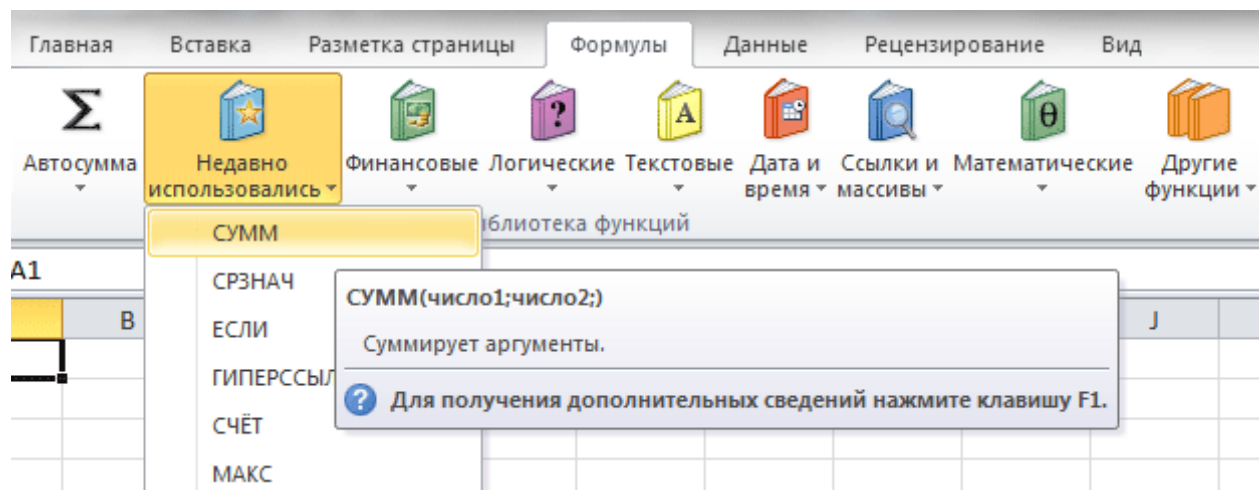 Главная Вставка Разметка страницы Формулы Данные Рецензирование Вид
Σ ? A θ
Автосумма Недавно использовались Финансовые Логические Текстовые Дата и время Ссылки и массивы Математические Другие функции
иблиотека функций
СУММ
A1
СРЗНАЧ
СУММ(число1;число2;)
B J
ЕСЛИ
Суммирует аргументы.
ГИПЕРССЫЛ
? Для получения дополнительных сведений нажмите клавишу F1.
СЧЁТ
МАКС